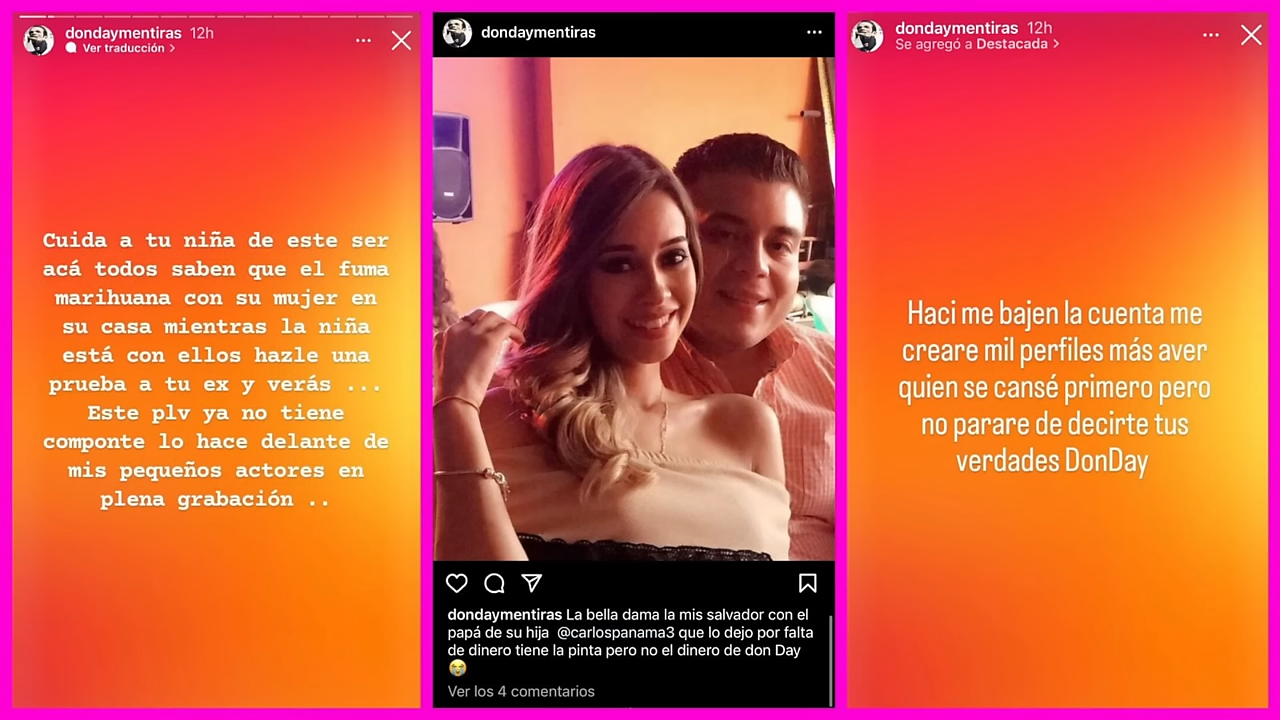 dondaymentiras 12h
Ver traducción >
Cuida a tu niña de este ser
acá todos saben que el fuma
marihuana con su mujer en
su casa mientras la niña
está con ellos hazle una
prueba a tu ex y verás ...
Este plv ya no tiene
componte lo hace delante de
mis pequeños actores en
plena grabación ..
dondaymentiras
dondaymentiras La bella dama la mis salvador con el
papá de su hija @carlospanama3 que lo dejo por falta
de dinero tiene la pinta pero no el dinero de don Day
😭
Ver los 4 comentarios
dondaymentiras 12h
Se agregó a Destacada >
Haci me bajen la cuenta me
creare mil perfiles más aver
quien se cansé primero pero
no parare de decirte tus
verdades DonDay